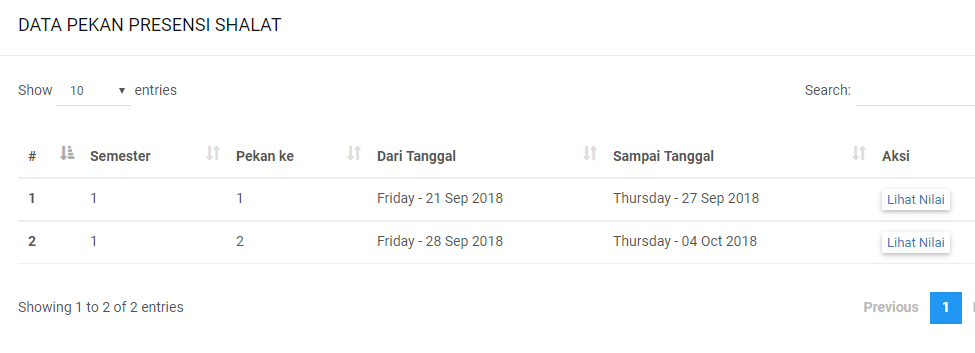 DATA PEKAN PRESENSI SHALAT
Show 10 entries Search:
# Semester Pekan ke Dari Tanggal Sampai Tanggal Aksi
1 1 1 Friday - 21 Sep 2018 Thursday - 27 Sep 2018 Lihat Nilai
2 1 2 Friday - 28 Sep 2018 Thursday - 04 Oct 2018 Lihat Nilai
Showing 1 to 2 of 2 entries Previous 1